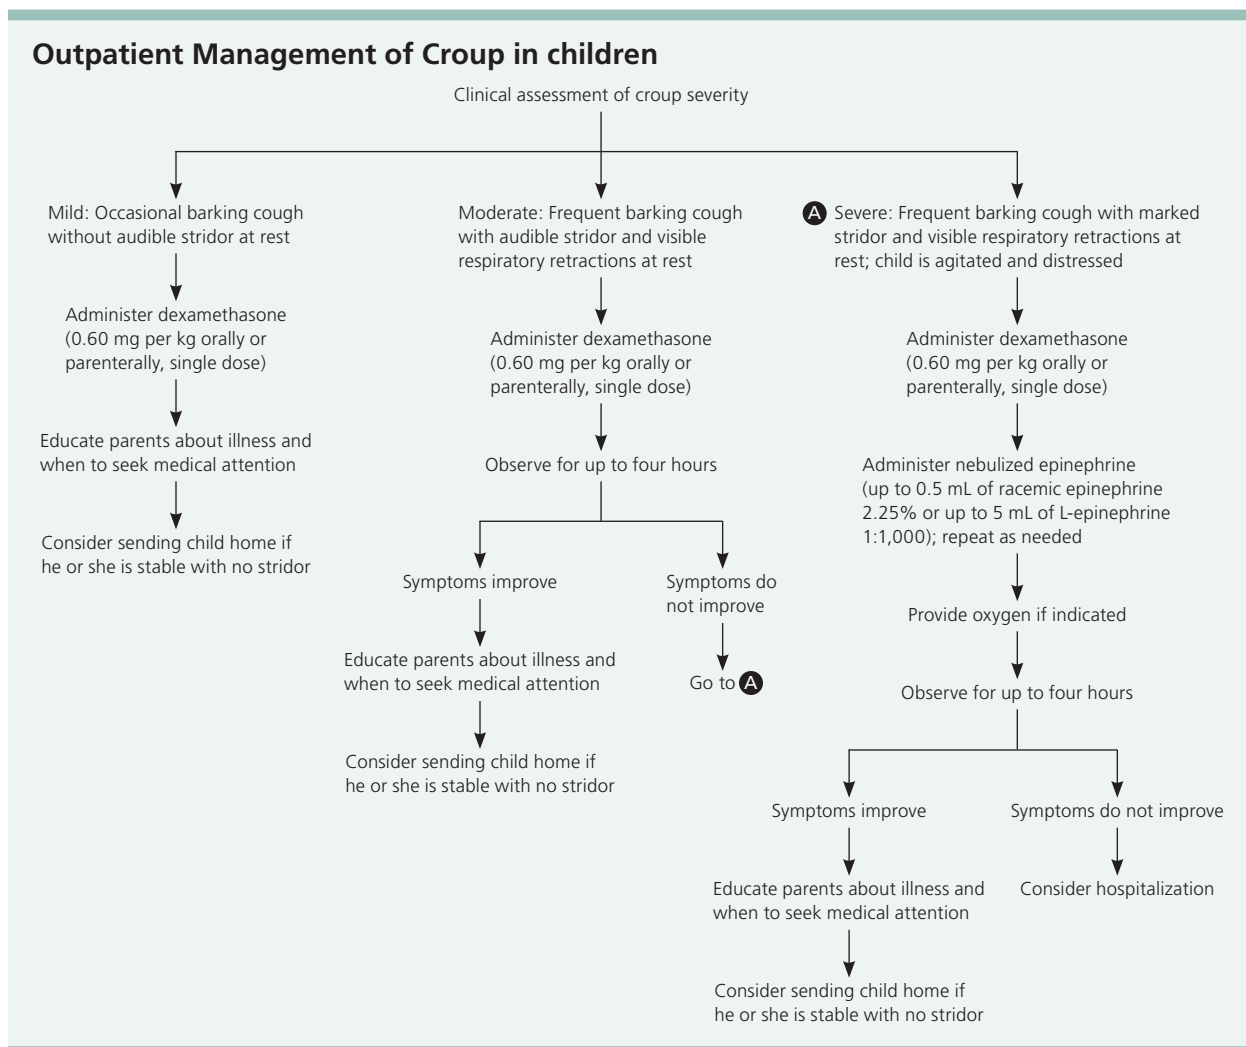 Outpatient Management of Croup in children
Clinical assessment of croup severity
Mild: Occasional barking cough
without audible stridor at rest
Administer dexamethasone
(0.60 mg per kg orally or
parenterally, single dose)
Educate parents about illness and
when to seek medical attention
Consider sending child home if
he or she is stable with no stridor
Moderate: Frequent barking cough
with audible stridor and visible
respiratory retractions at rest
Administer dexamethasone
(0.60 mg per kg orally or
parenterally, single dose)
Observe for up to four hours
Symptoms improve
Educate parents about illness and
when to seek medical attention
Consider sending child home if
he or she is stable with no stridor
Symptoms do
not improve
Go to A
A Severe: Frequent barking cough with marked
stridor and visible respiratory retractions at
rest; child is agitated and distressed
Administer dexamethasone
(0.60 mg per kg orally or
parenterally, single dose)
Administer nebulized epinephrine
(up to 0.5 mL of racemic epinephrine
2.25% or up to 5 mL of L-epinephrine
1:1,000); repeat as needed
Provide oxygen if indicated
Observe for up to four hours
Symptoms improve
Educate parents about illness and
when to seek medical attention
Consider sending child home if
he or she is stable with no stridor
Symptoms do not improve
Consider hospitalization